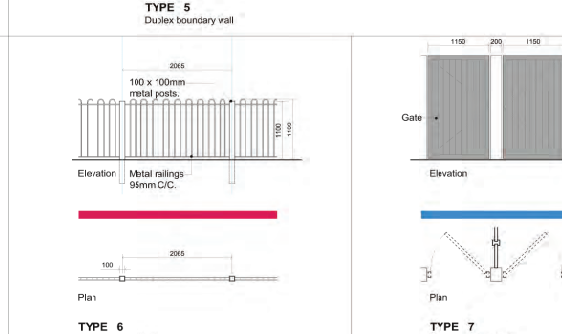 TYPE 5
Duplex boundary wall
2065
100 x 100mm
metal posts.
1100
1100
Elevation
Metal railings
95mm C/C.
100
2065
Plan
TYPE 6
1150
200
1150
Gate
Elevation
Plan
TYPE 7